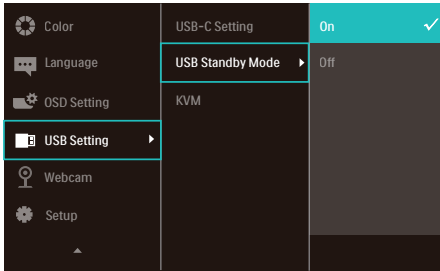 Color
Language
OSD Setting
USB Setting
Webcam
Setup
USB-C Setting
USB Standby Mode
KVM
On
Off